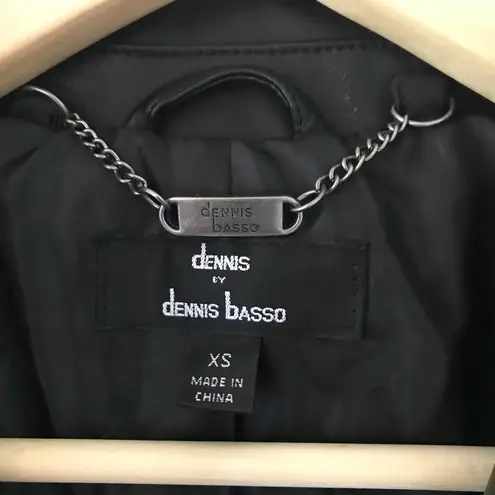 dENNIS
basso
dENNIS
BY
dENNIS basso
XS
MADE IN
CHINA